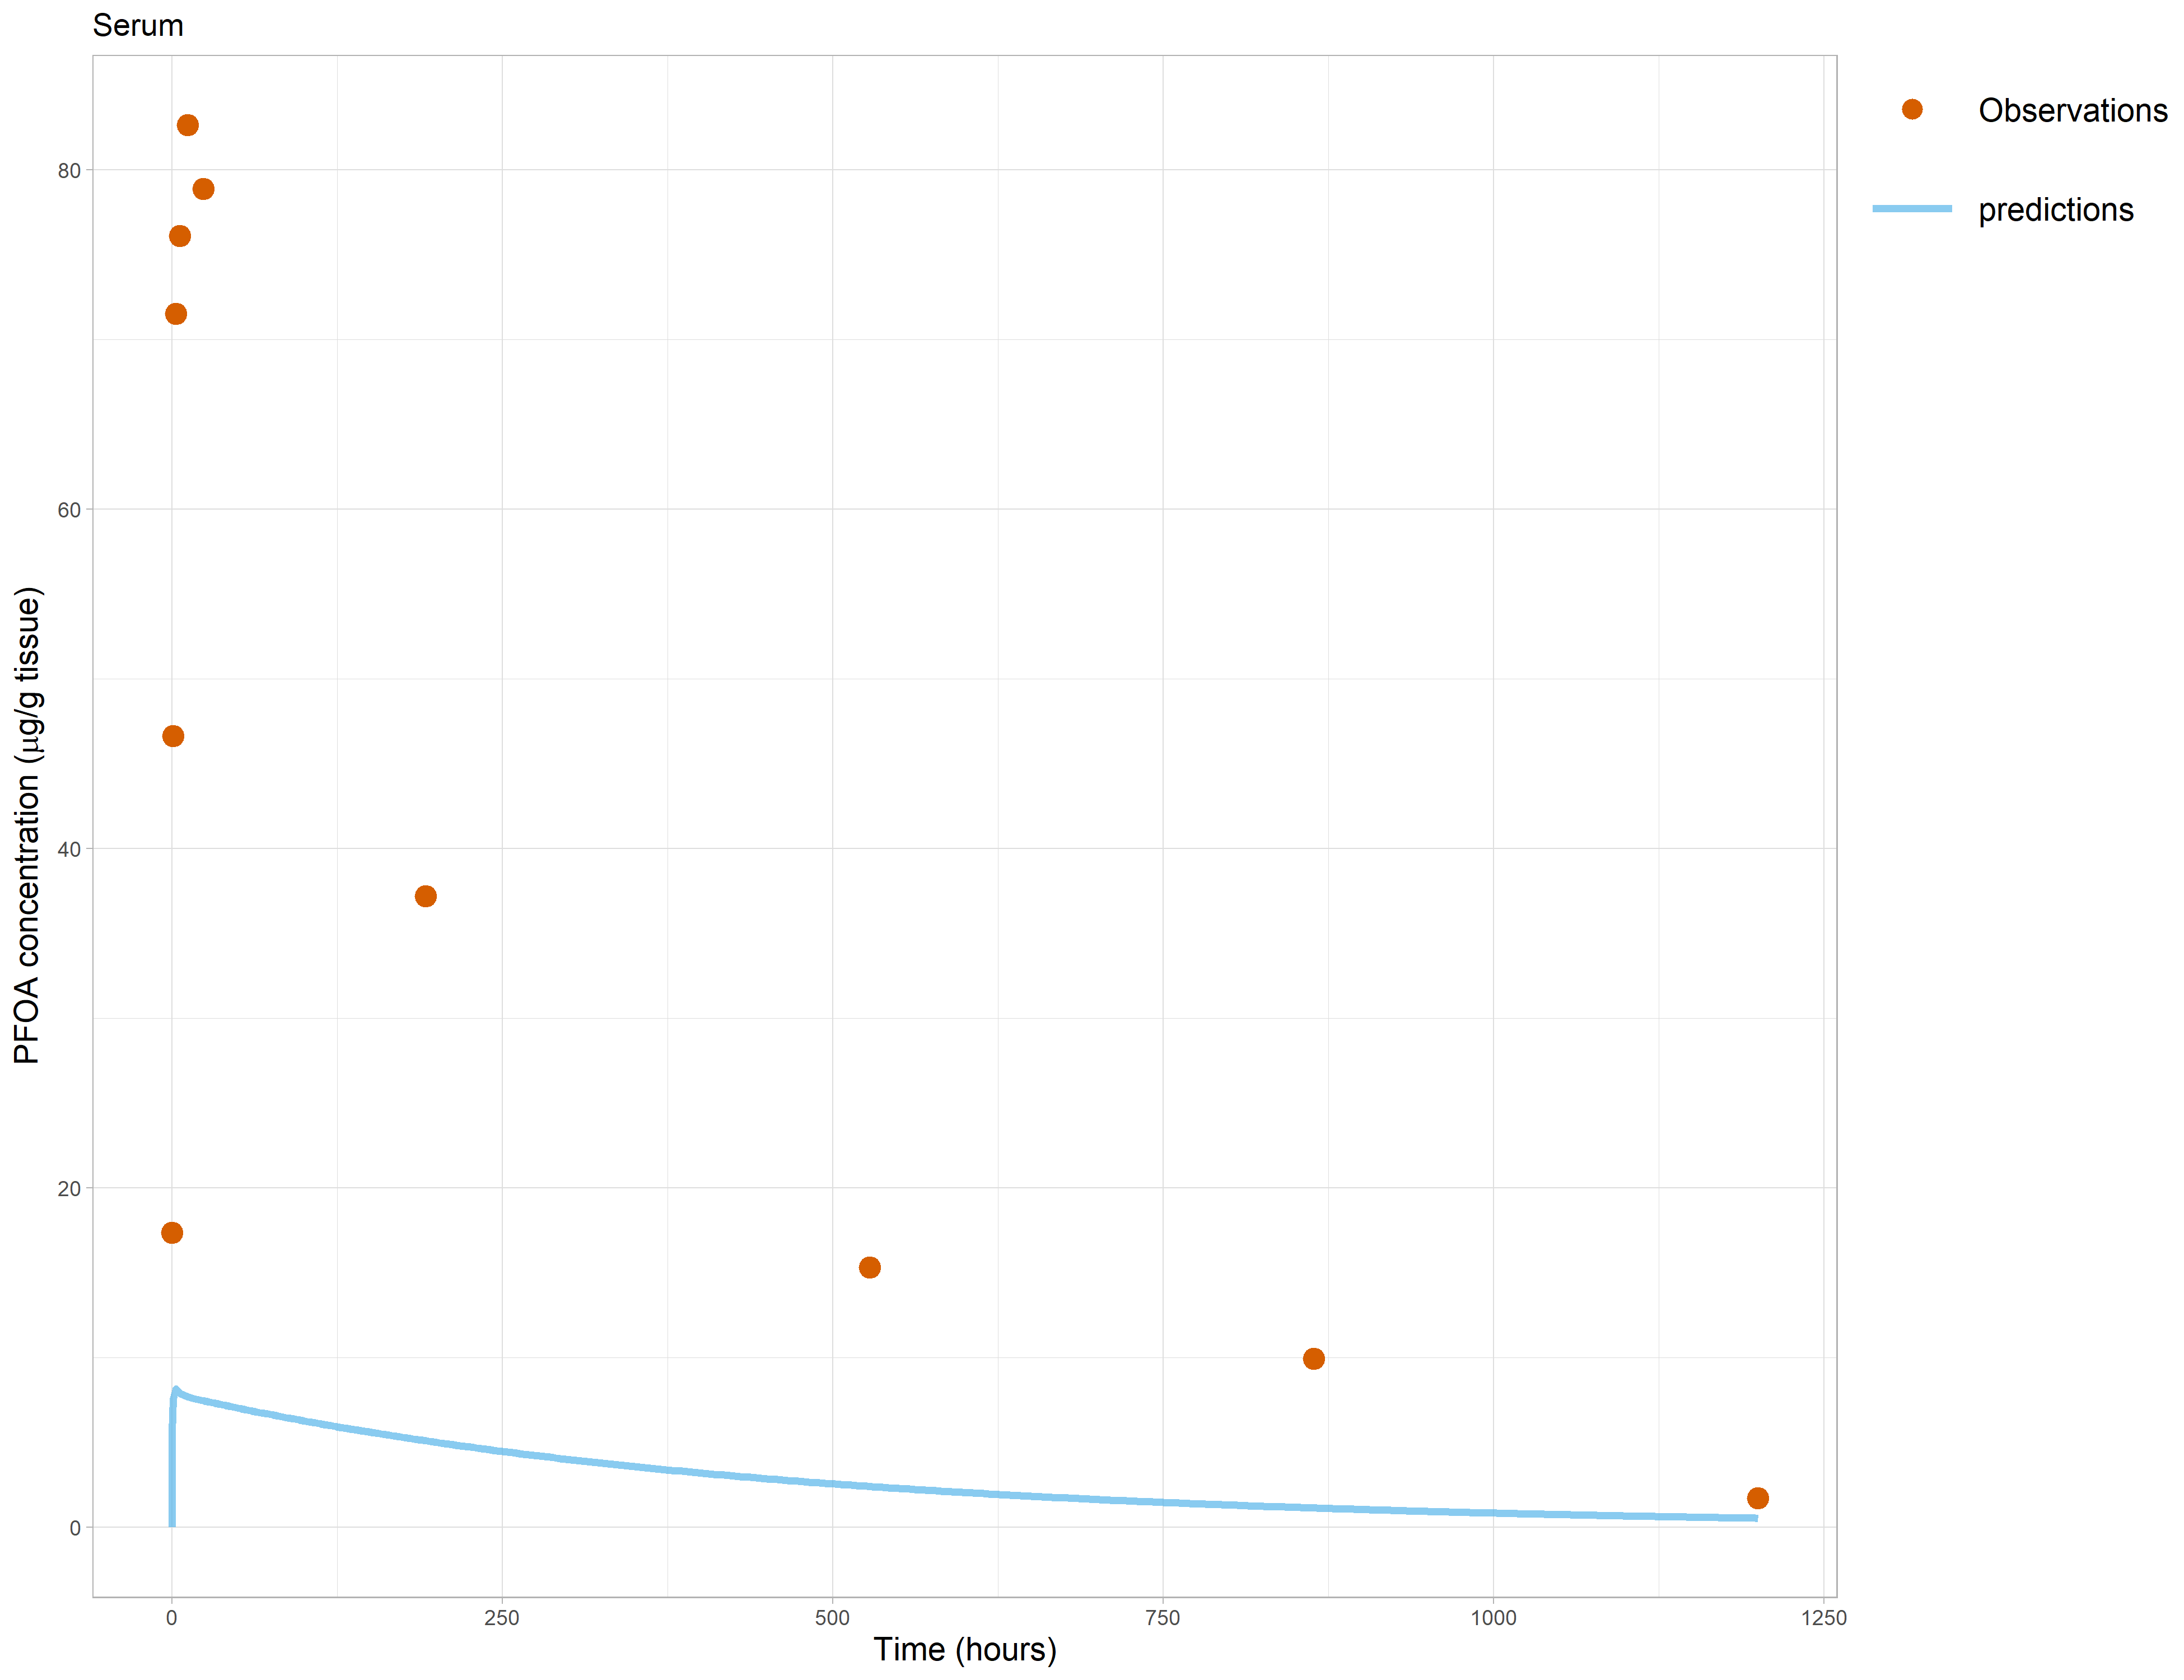 Serum
Observations
predictions
PFOA concentration (μg/g tissue)
80
60
40
20
0
0 250 500 750 1000 1250
Time (hours)